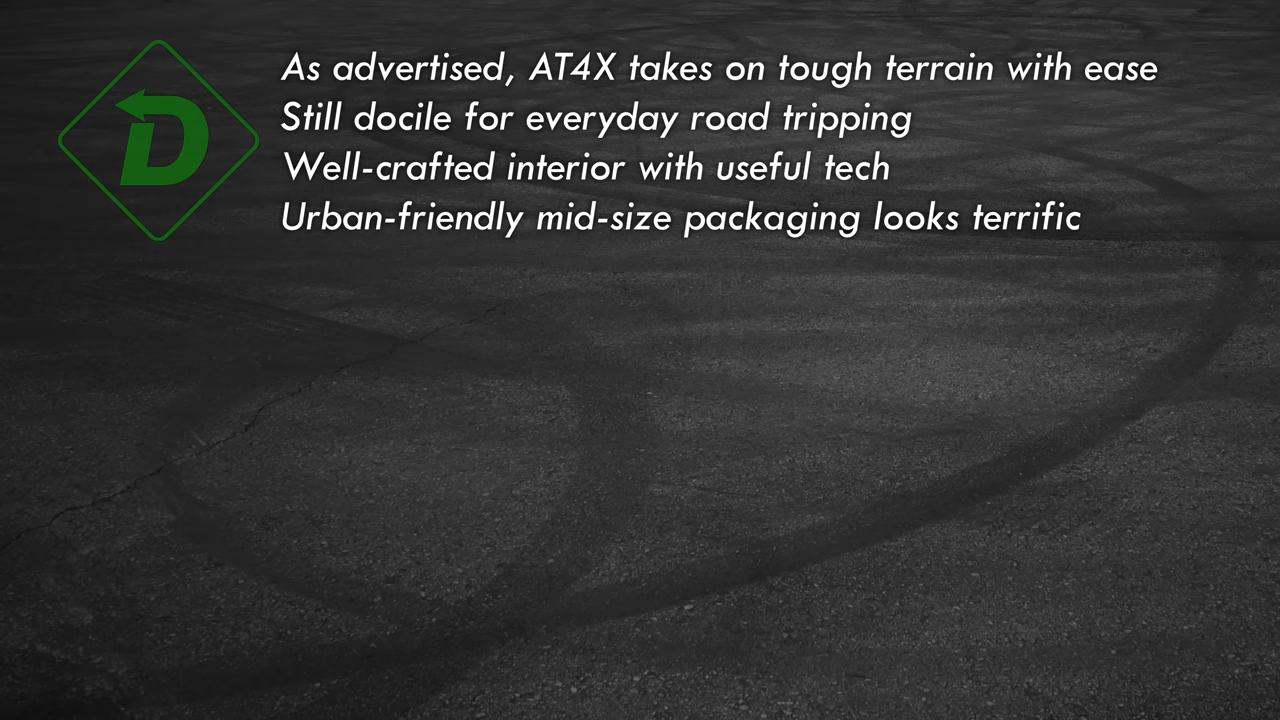 As advertised, AT4X takes on tough terrain with ease
Still docile for everyday road tripping
Well-crafted interior with useful tech
Urban-friendly mid-size packaging looks terrific
D